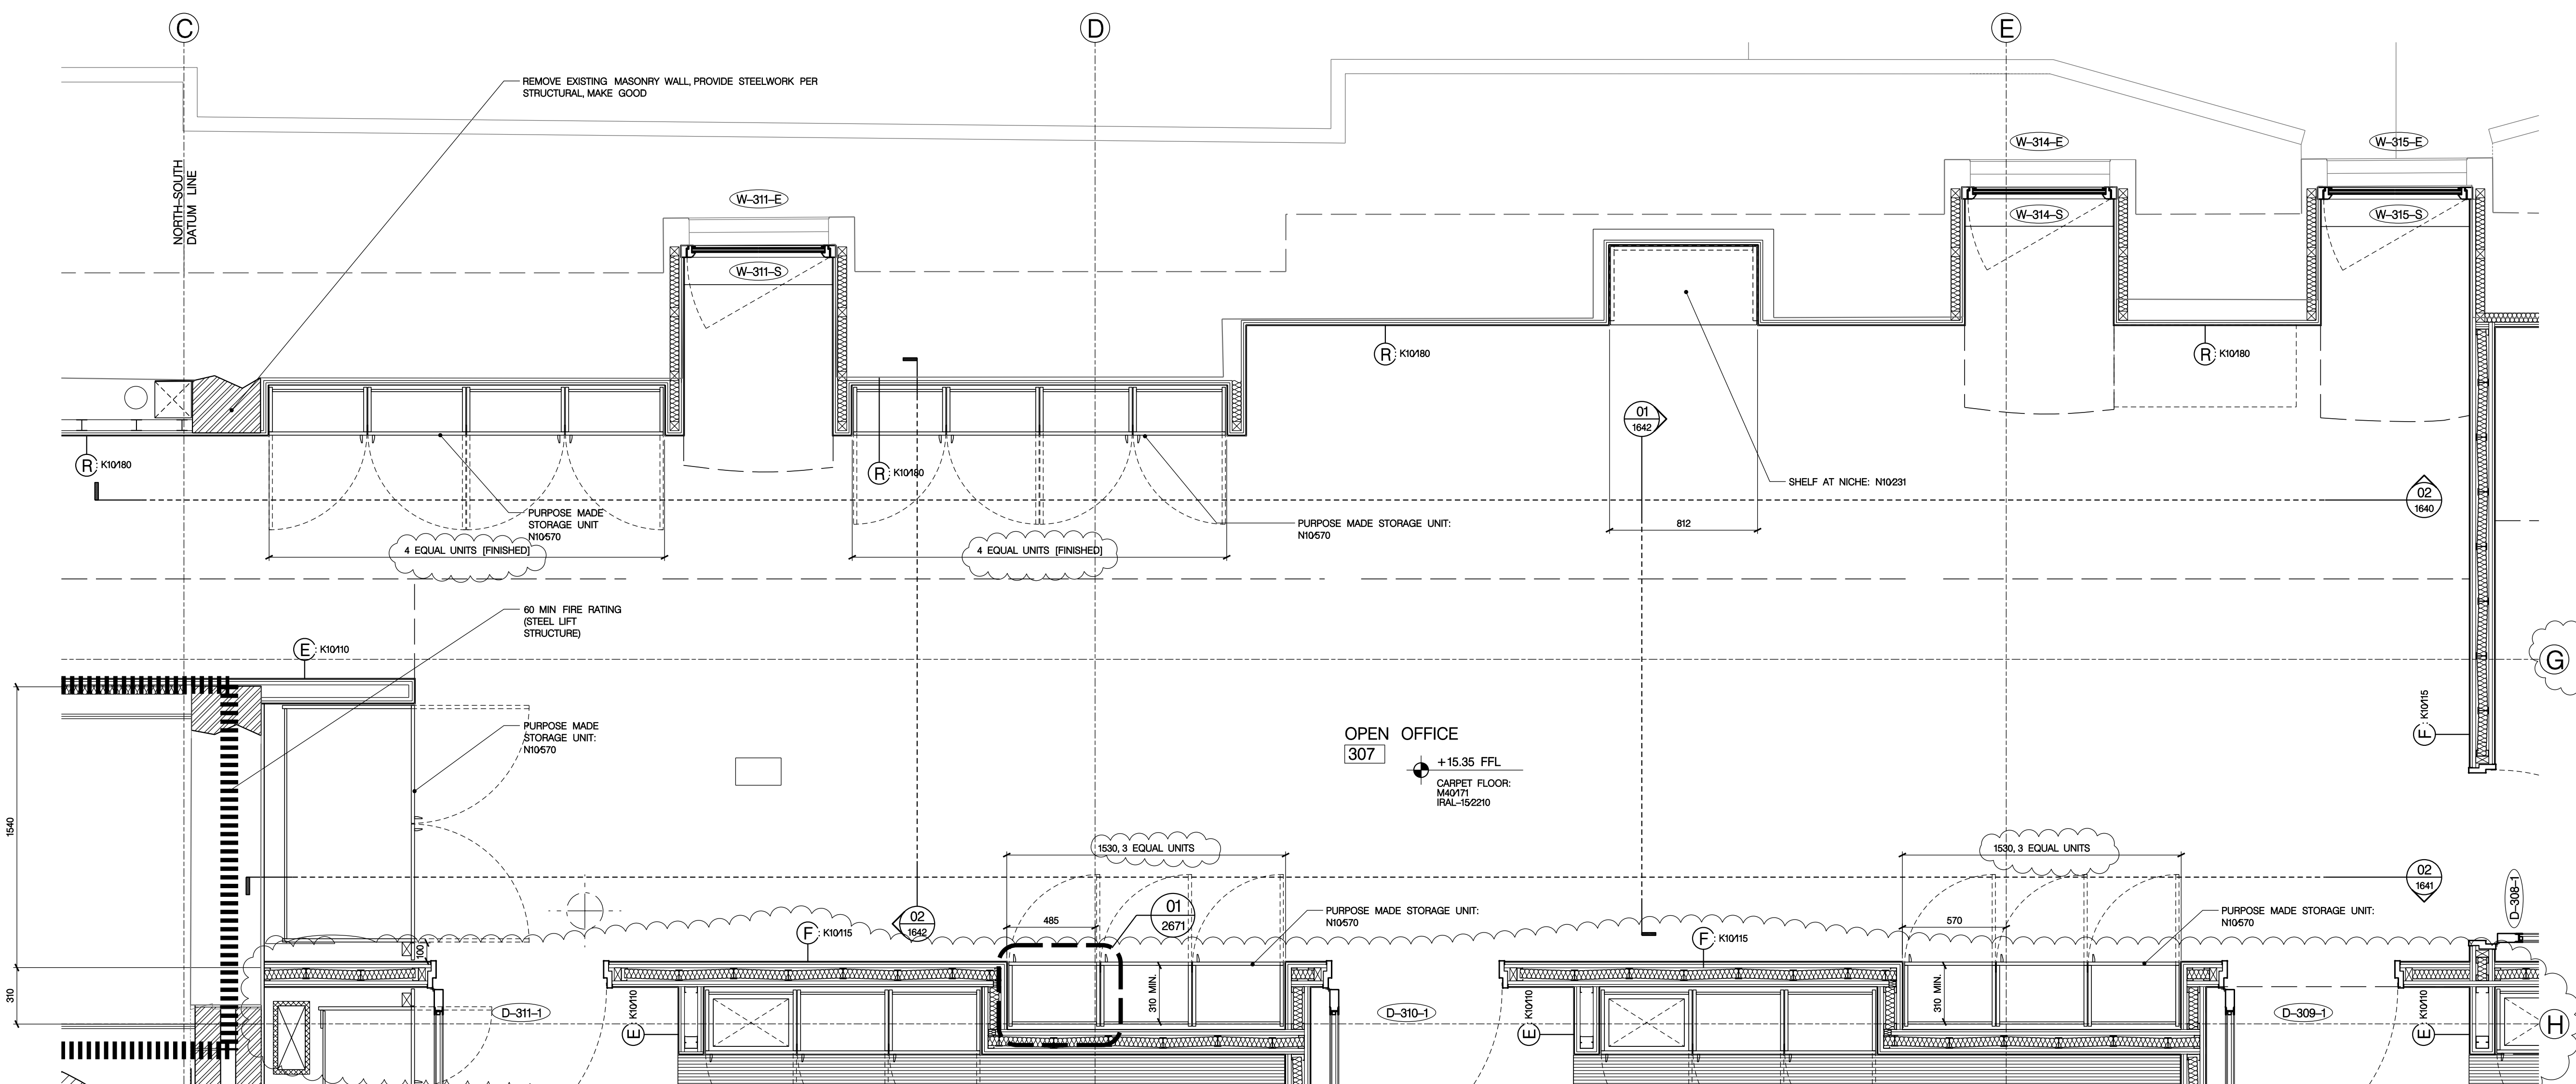 C
D
E
REMOVE EXISTING MASONRY WALL, PROVIDE STEELWORK PER
STRUCTURAL, MAKE GOOD
NORTH–SOUTH
DATUM LINE
W–311–E
W–311–S
W–314–E
W–314–S
W–315–E
W–315–S
R : K10/180
R : K10/180
R : K10/180
R : K10/180
01
1642
SHELF AT NICHE: N10/231
02
1640
PURPOSE MADE
STORAGE UNIT
N10/570
PURPOSE MADE STORAGE UNIT:
N10/570
812
4 EQUAL UNITS [FINISHED]
4 EQUAL UNITS [FINISHED]
60 MIN FIRE RATING
(STEEL LIFT
STRUCTURE)
E : K10/110
G
F : K10/115
PURPOSE MADE
STORAGE UNIT:
N10/570
OPEN OFFICE
307
+15.35 FFL
CARPET FLOOR:
M40/171
IRAL–15/2210
1540
1530, 3 EQUAL UNITS
1530, 3 EQUAL UNITS
02
1641
D–308–1
485
01
2671
PURPOSE MADE STORAGE UNIT:
N10/570
570
PURPOSE MADE STORAGE UNIT:
N10/570
02
1642
F : K10/115
F : K10/115
100
310
310 MIN.
310 MIN.
D–311–1
E : K10/110
D–310–1
E : K10/110
D–309–1
E : K10/110
H